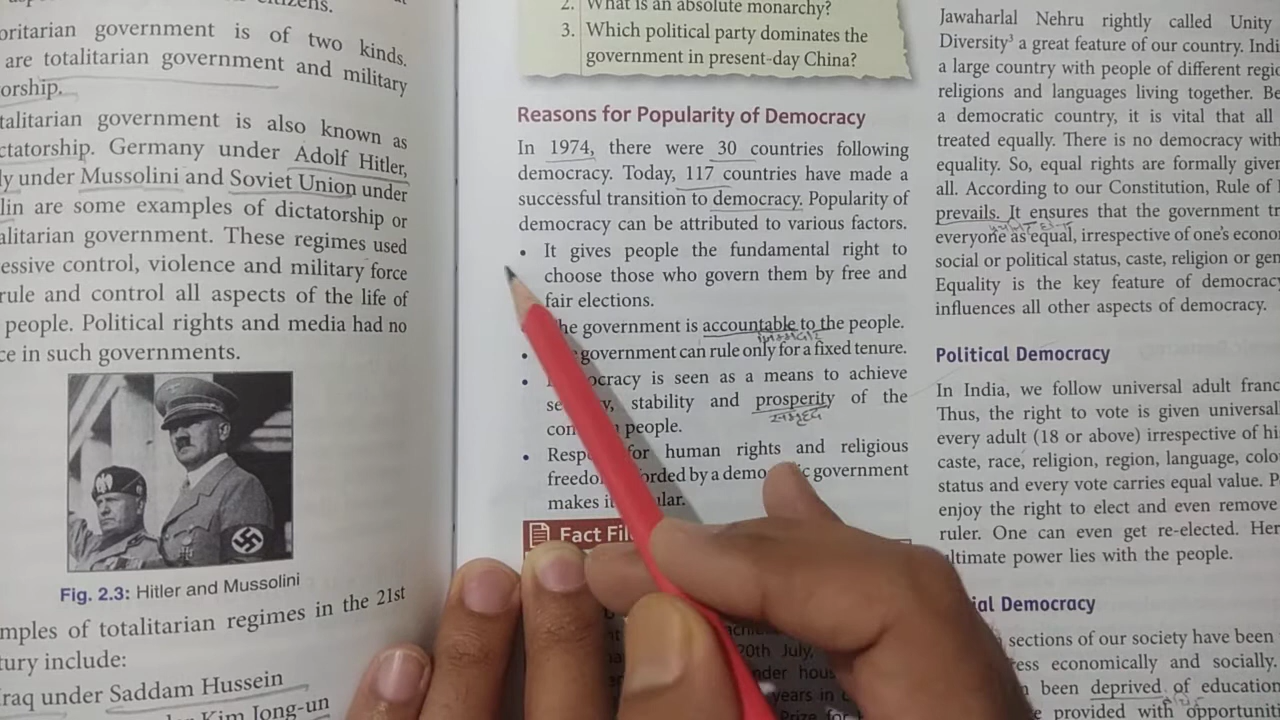 citizens.
oritarian government is of two kinds.
are totalitarian government and military
orship.
talitarian government is also known as
ctatorship. Germany under Adolf Hitler,
ly under Mussolini and Soviet Union under
lin are some examples of dictatorship or
alitarian government. These regimes used
essive control, violence and military force
rule and control all aspects of the life of
people. Political rights and media had no
ce in such governments.
Fig. 2.3: Hitler and Mussolini
mples of totalitarian regimes in the 21st
tury include:
raq under Saddam Hussein
Kim Jong-un
2. What is an absolute monarchy?
3. Which political party dominates the
government in present-day China?
Reasons for Popularity of Democracy
In 1974, there were 30 countries following
democracy. Today, 117 countries have made a
successful transition to democracy. Popularity of
democracy can be attributed to various factors.
• It gives people the fundamental right to
choose those who govern them by free and
fair elections.
he government is accountable to the people.
• government can rule only for a fixed tenure.
• ocracy is seen as a means to achieve
se y, stability and prosperity of the
con people.
• Resp for human rights and religious
freedo orded by a demo ic government
makes i ular.
Fact Fil
20th July,
nder hous
years in
Prize for
Jawaharlal Nehru rightly called Unity
Diversity³ a great feature of our country. Indi
a large country with people of different regio
religions and languages living together. Be
a democratic country, it is vital that all
treated equally. There is no democracy with
equality. So, equal rights are formally giver
all. According to our Constitution, Rule of
prevails. It ensures that the government tr
everyone as equal, irrespective of one's econo
social or political status, caste, religion or gen
Equality is the key feature of democracy
influences all other aspects of democracy.
Political Democracy
In India, we follow universal adult franc
Thus, the right to vote is given universal
every adult (18 or above) irrespective of hi
caste, race, religion, region, language, colo
status and every vote carries equal value. P
enjoy the right to elect and even remove
ruler. One can even get re-elected. Her
ltimate power lies with the people.
ial Democracy
sections of our society have been
ress economically and socially,
been deprived of education
provided with opportuniti